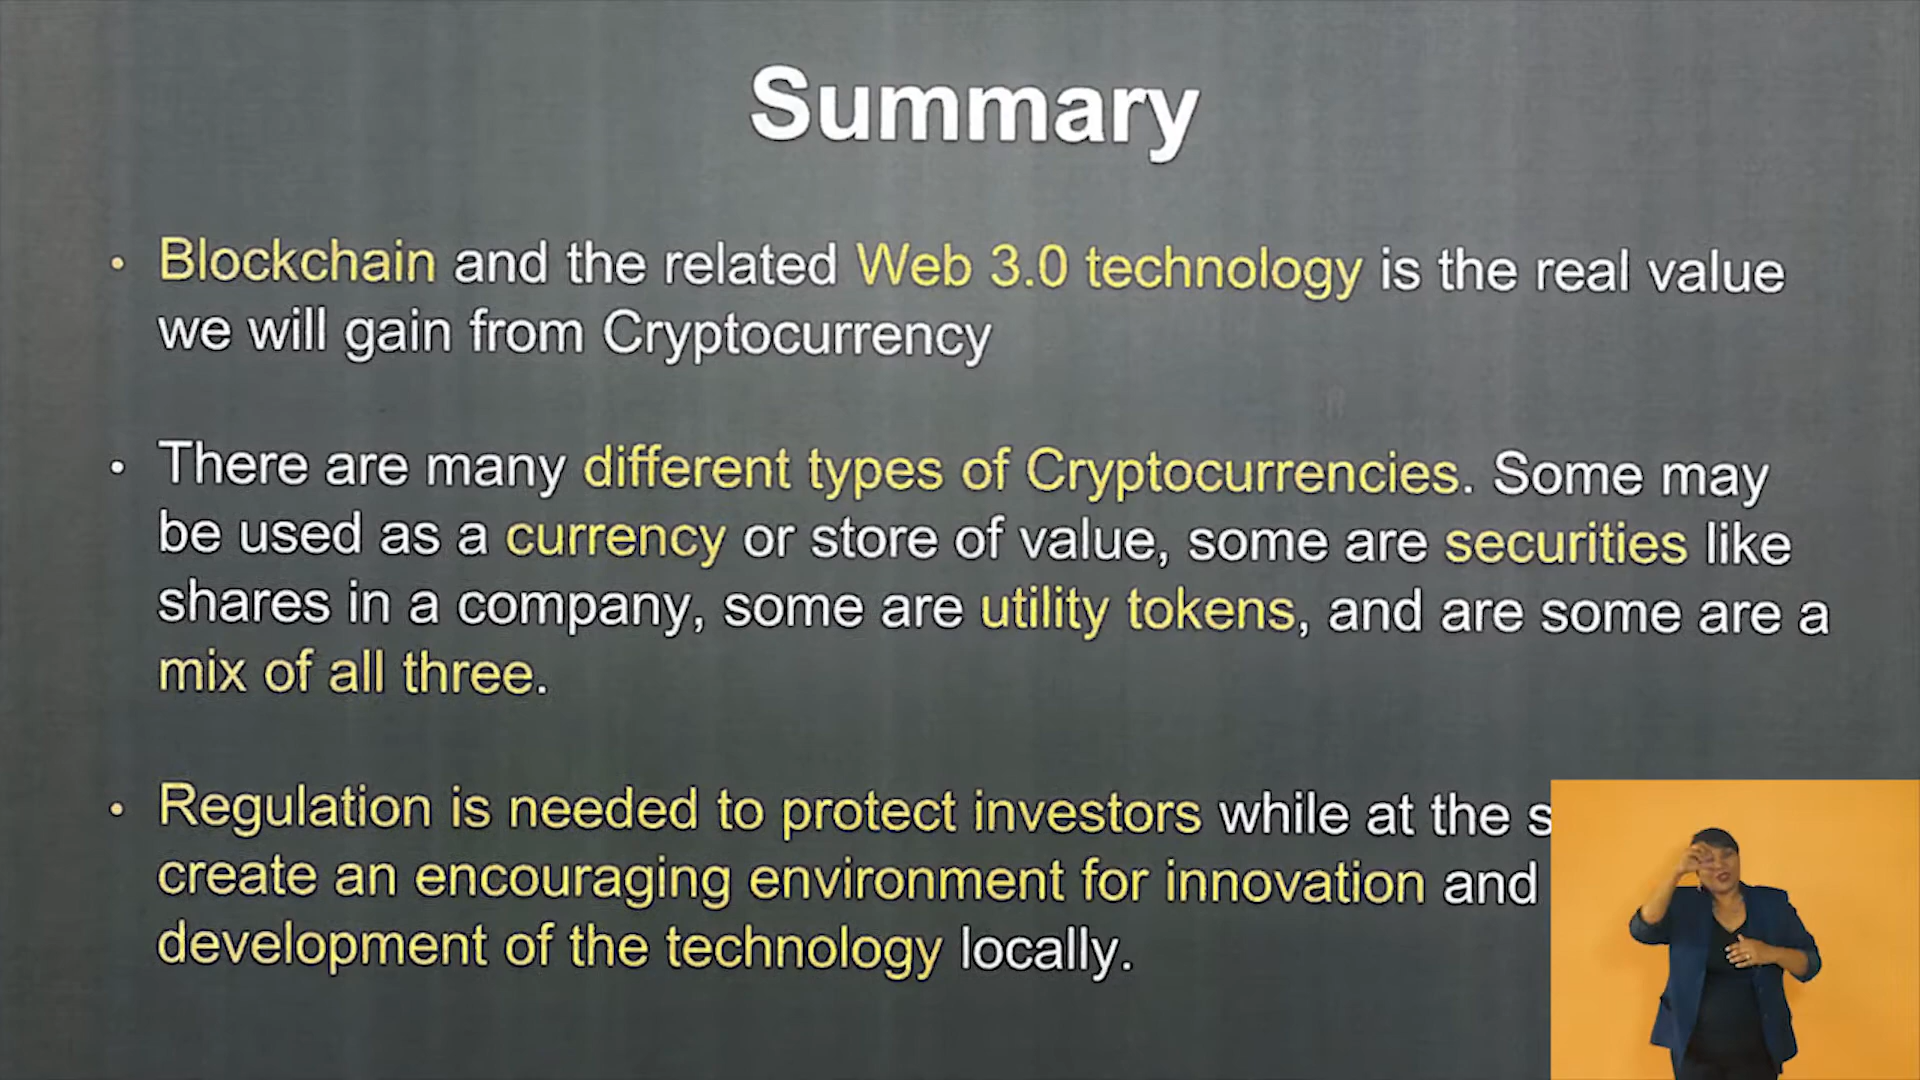 Summary
• Blockchain and the related Web 3.0 technology is the real value
we will gain from Cryptocurrency
• There are many different types of Cryptocurrencies. Some may
be used as a currency or store of value, some are securities like
shares in a company, some are utility tokens, and are some are a
mix of all three.
• Regulation is needed to protect investors while at the
create an encouraging environment for innovation and
development of the technology locally.